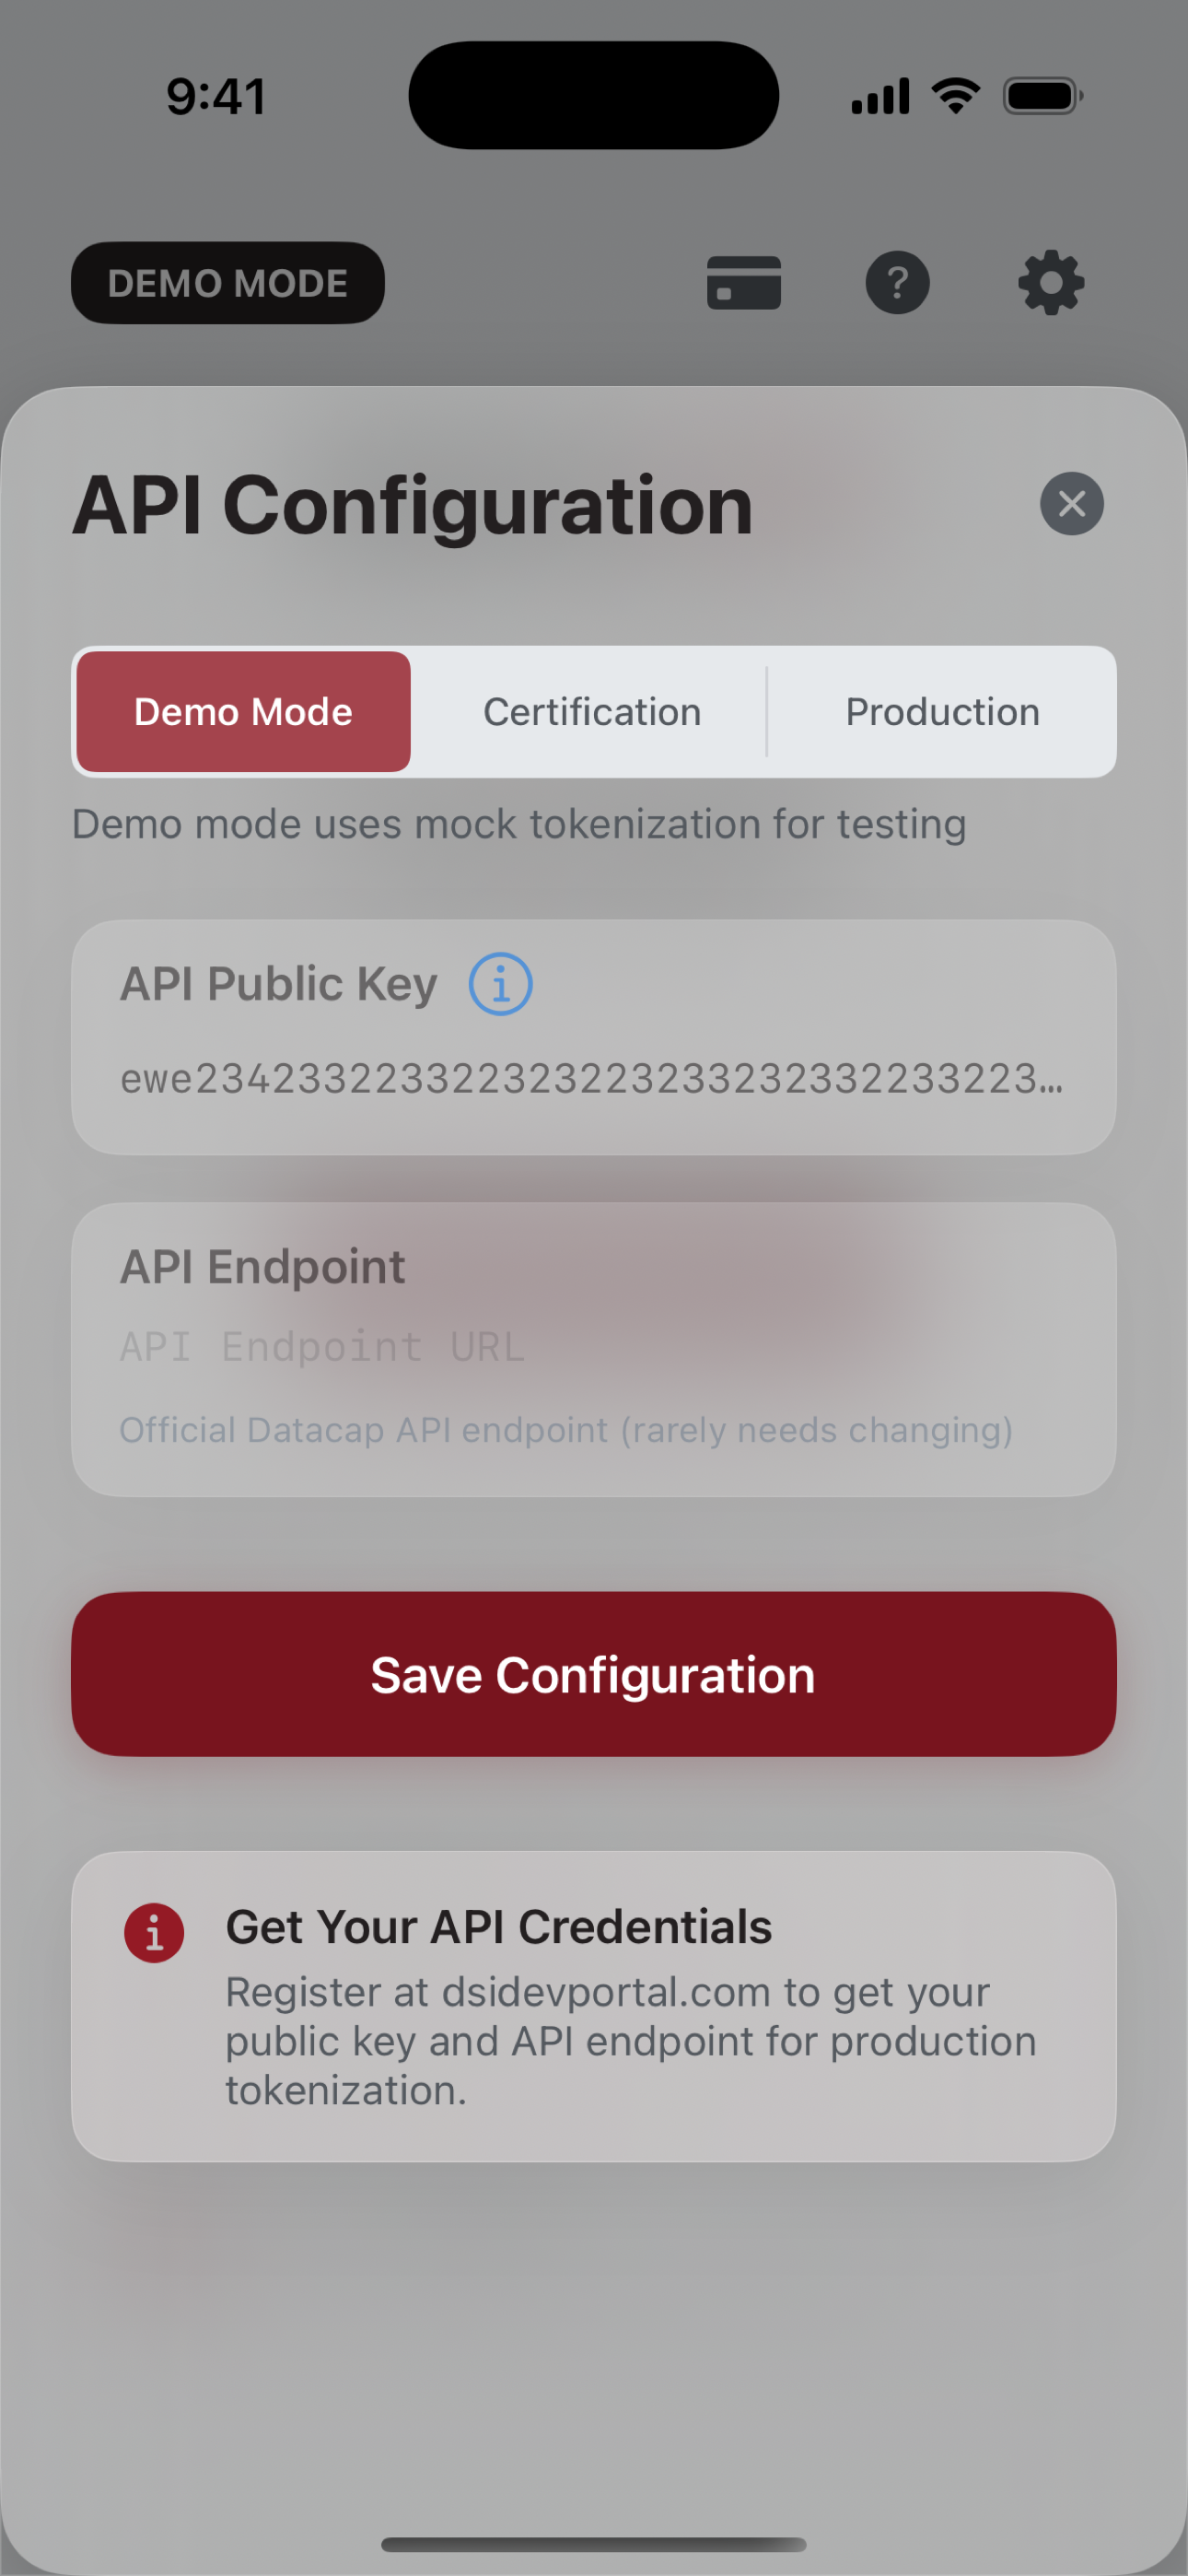 9:41
DEMO MODE
API Configuration
Demo Mode
Certification
Production
Demo mode uses mock tokenization for testing
API Public Key
ewe234233223322323223233232332233223…
API Endpoint
API Endpoint URL
Official Datacap API endpoint (rarely needs changing)
Save Configuration
Get Your API Credentials
Register at dsidevportal.com to get your
public key and API endpoint for production
tokenization.